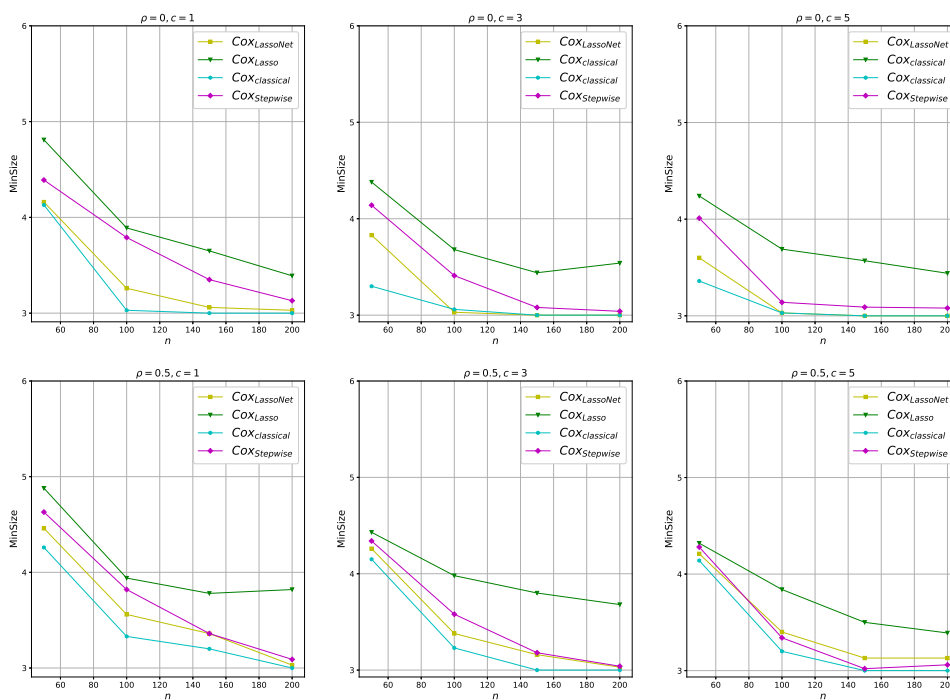 ρ = 0, c = 1
6
5
4
3
MinSize
60 80 100 120 140 160 180 200
n
Cox_LassoNet
Cox_Lasso
Cox_classical
Cox_Stepwise
ρ = 0, c = 3
6
5
4
3
MinSize
60 80 100 120 140 160 180 200
n
Cox_LassoNet
Cox_classical
Cox_classical
Cox_Stepwise
ρ = 0, c = 5
6
5
4
3
MinSize
60 80 100 120 140 160 180 200
n
Cox_LassoNet
Cox_classical
Cox_classical
Cox_Stepwise
ρ = 0.5, c = 1
6
5
4
3
MinSize
60 80 100 120 140 160 180 200
n
Cox_LassoNet
Cox_Lasso
Cox_classical
Cox_Stepwise
ρ = 0.5, c = 3
6
5
4
3
MinSize
60 80 100 120 140 160 180 200
n
Cox_LassoNet
Cox_Lasso
Cox_classical
Cox_Stepwise
ρ = 0.5, c = 5
6
5
4
3
MinSize
60 80 100 120 140 160 180 200
n
Cox_LassoNet
Cox_Lasso
Cox_classical
Cox_Stepwise